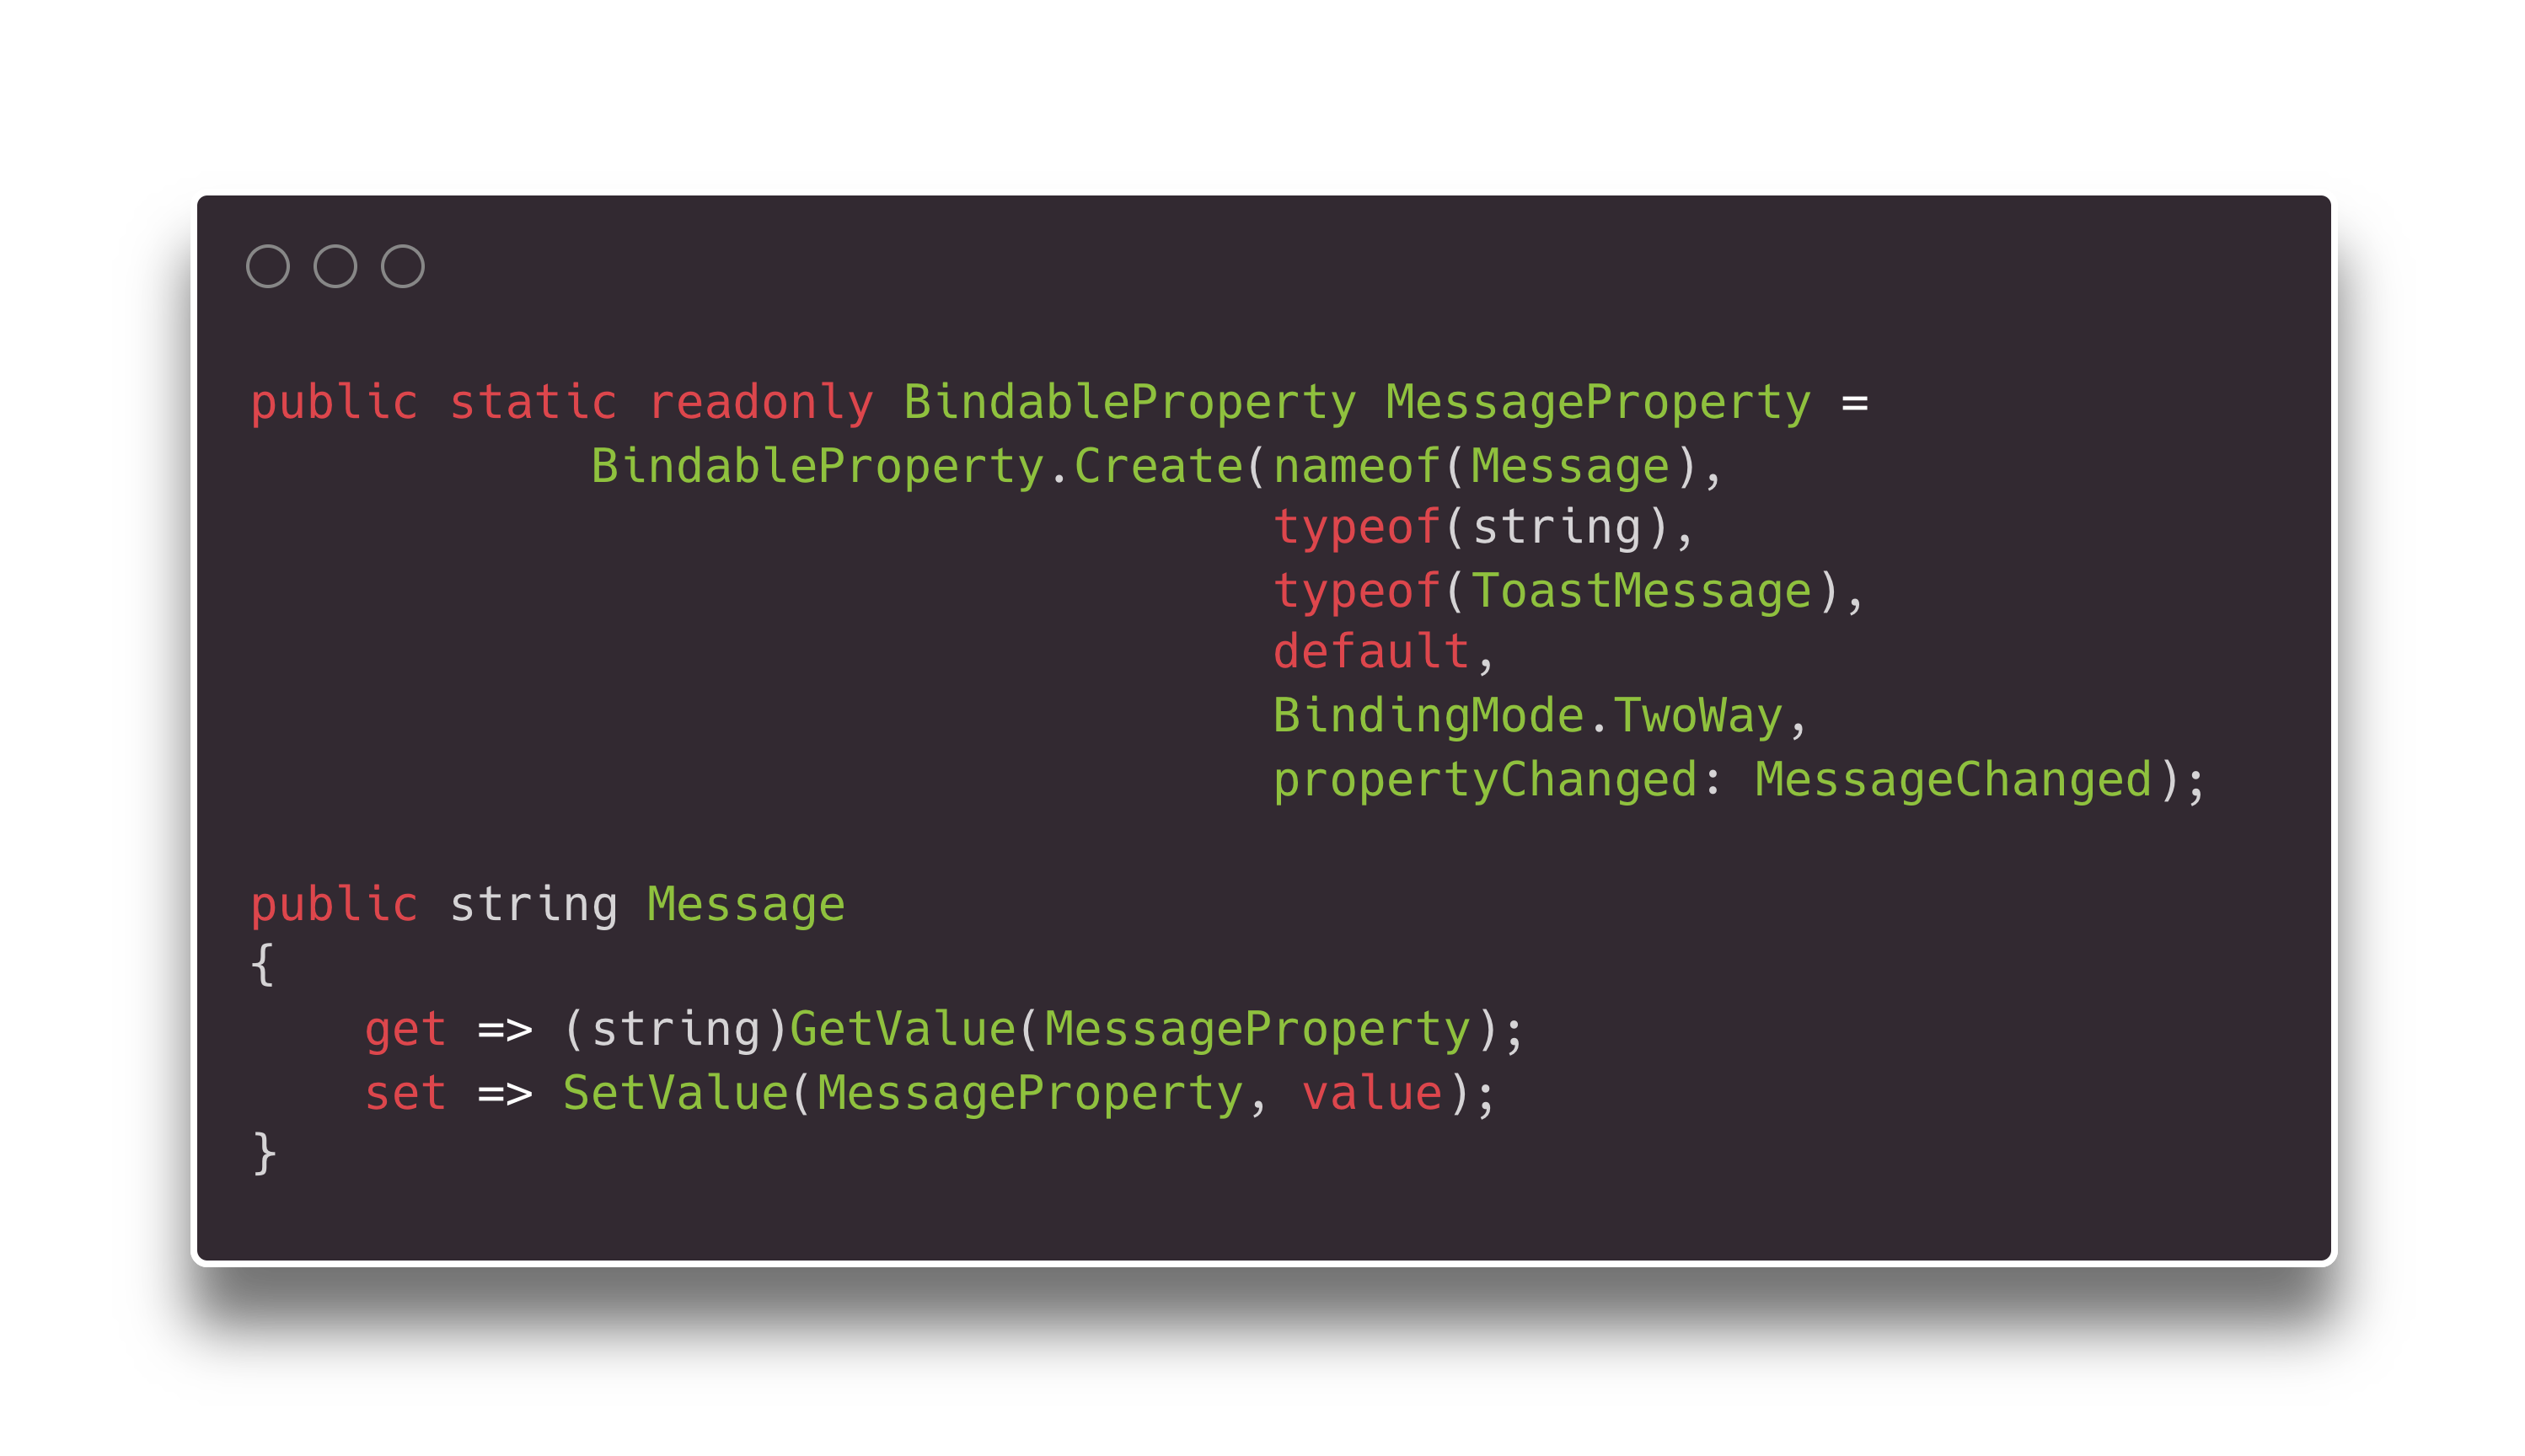 public static readonly BindableProperty MessageProperty =
            BindableProperty.Create(nameof(Message),
                                    typeof(string),
                                    typeof(ToastMessage),
                                    default,
                                    BindingMode.TwoWay,
                                    propertyChanged: MessageChanged);

public string Message
{
    get => (string)GetValue(MessageProperty);
    set => SetValue(MessageProperty, value);
}